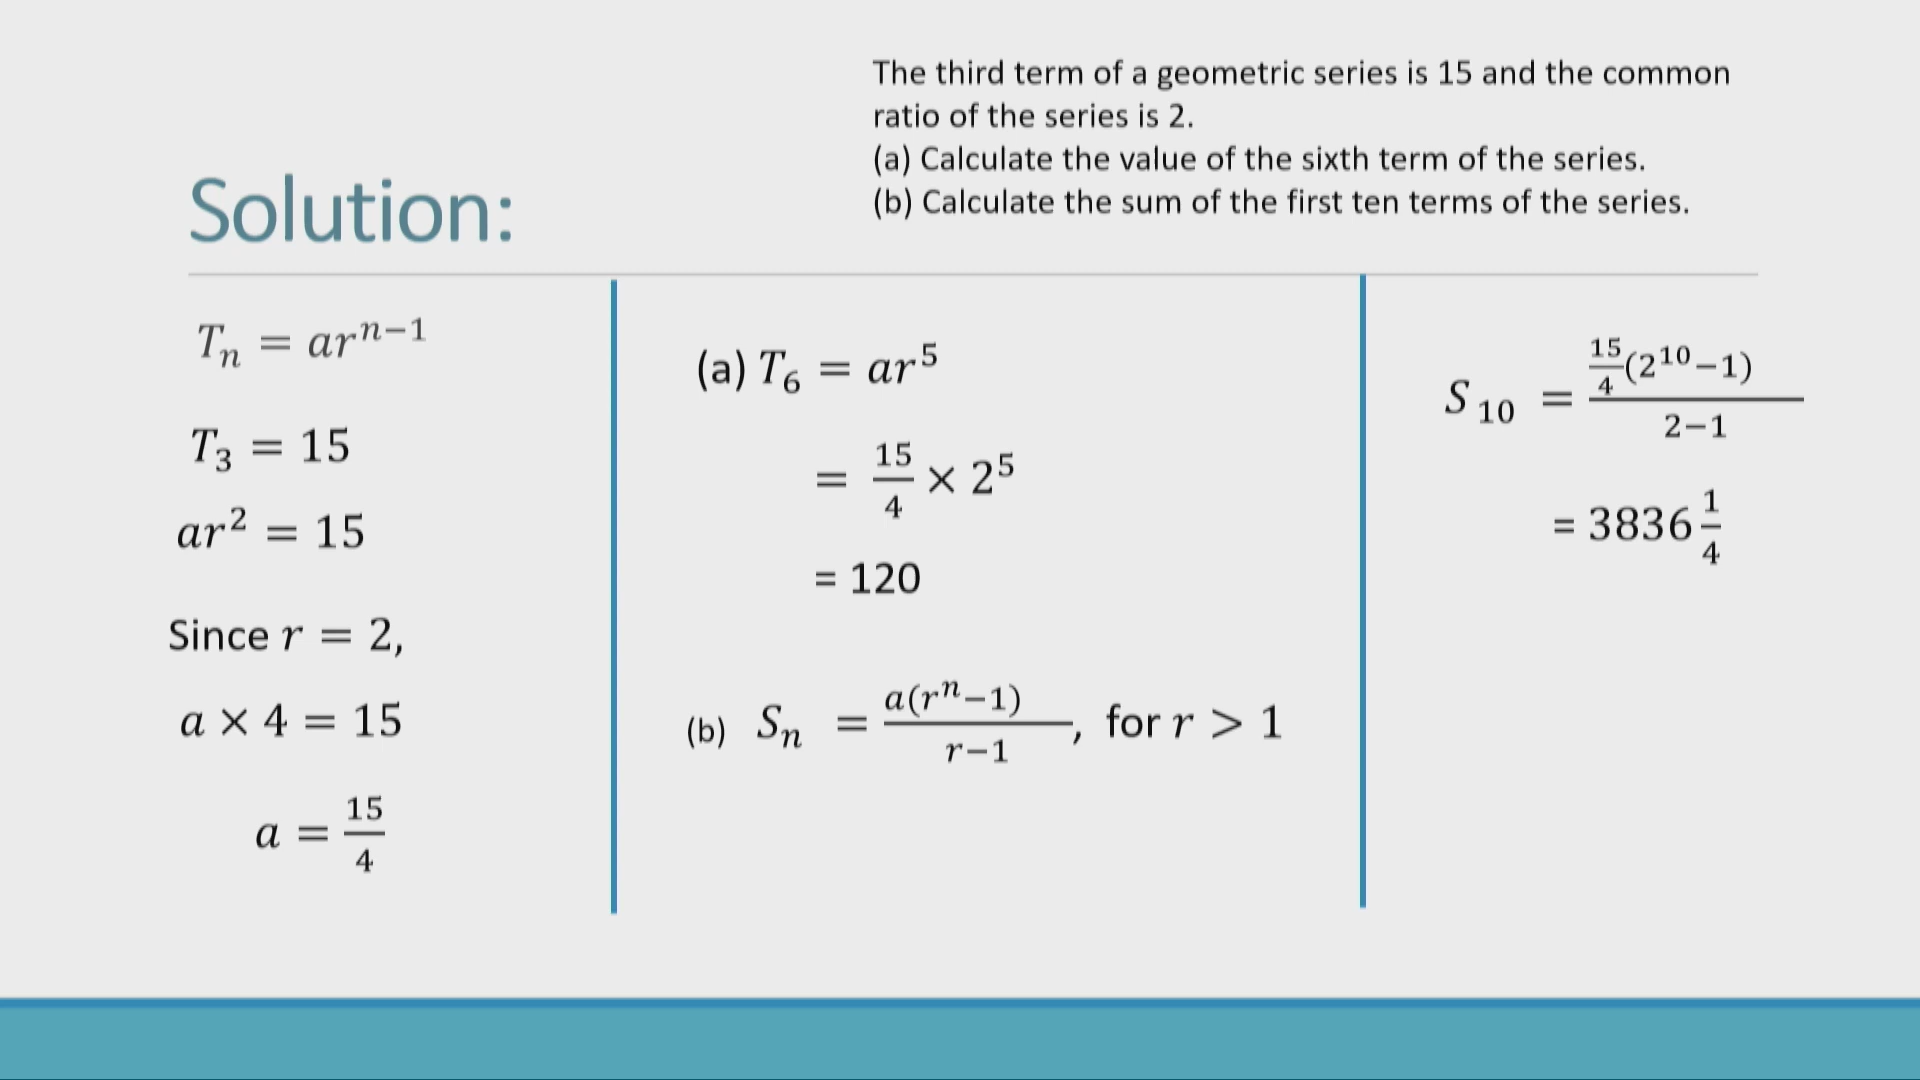 The third term of a geometric series is 15 and the common
ratio of the series is 2.
(a) Calculate the value of the sixth term of the series.
(b) Calculate the sum of the first ten terms of the series.
Solution:
Tₙ = arⁿ⁻¹
T₃ = 15
ar² = 15
Since r = 2,
a × 4 = 15
a = 15/4
(a) T₆ = ar⁵
= 15/4 × 2⁵
= 120
(b) Sₙ = a(rⁿ−1)/r−1, for r > 1
S₁₀ = 15/4(2¹⁰−1)/2−1
= 3836 1/4